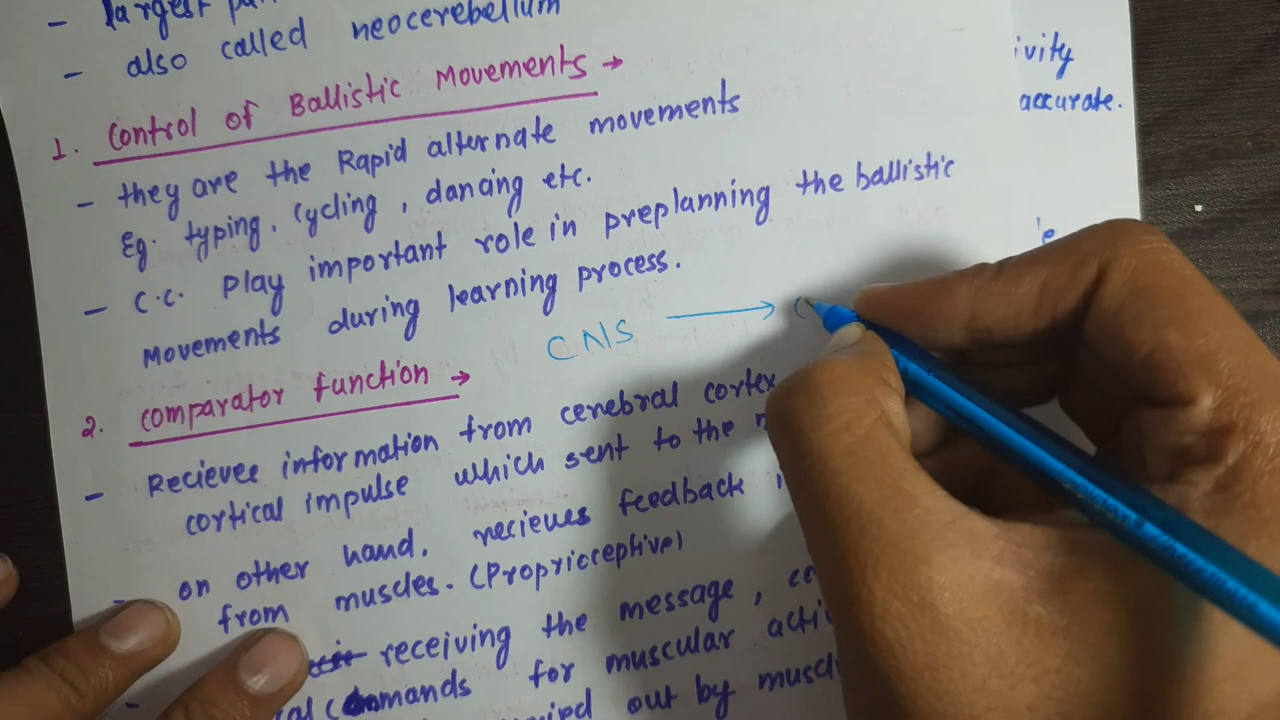 - largest
- also called neocerebellum
1. Control of Ballistic Movements →
- they are the Rapid alternate movements
Eg. typing, cycling, dancing etc.
- C.C. Play important role in preplanning the ballistic
Movements during learning process.
CNS →
2. Comparator function →
- Recieves information from cerebral cortex
cortical impulse which sent to the
- on other hand. recieves feedback
from muscles. (Proprioceptive)
receiving the message,
for muscular
out by
ivity
accurate.